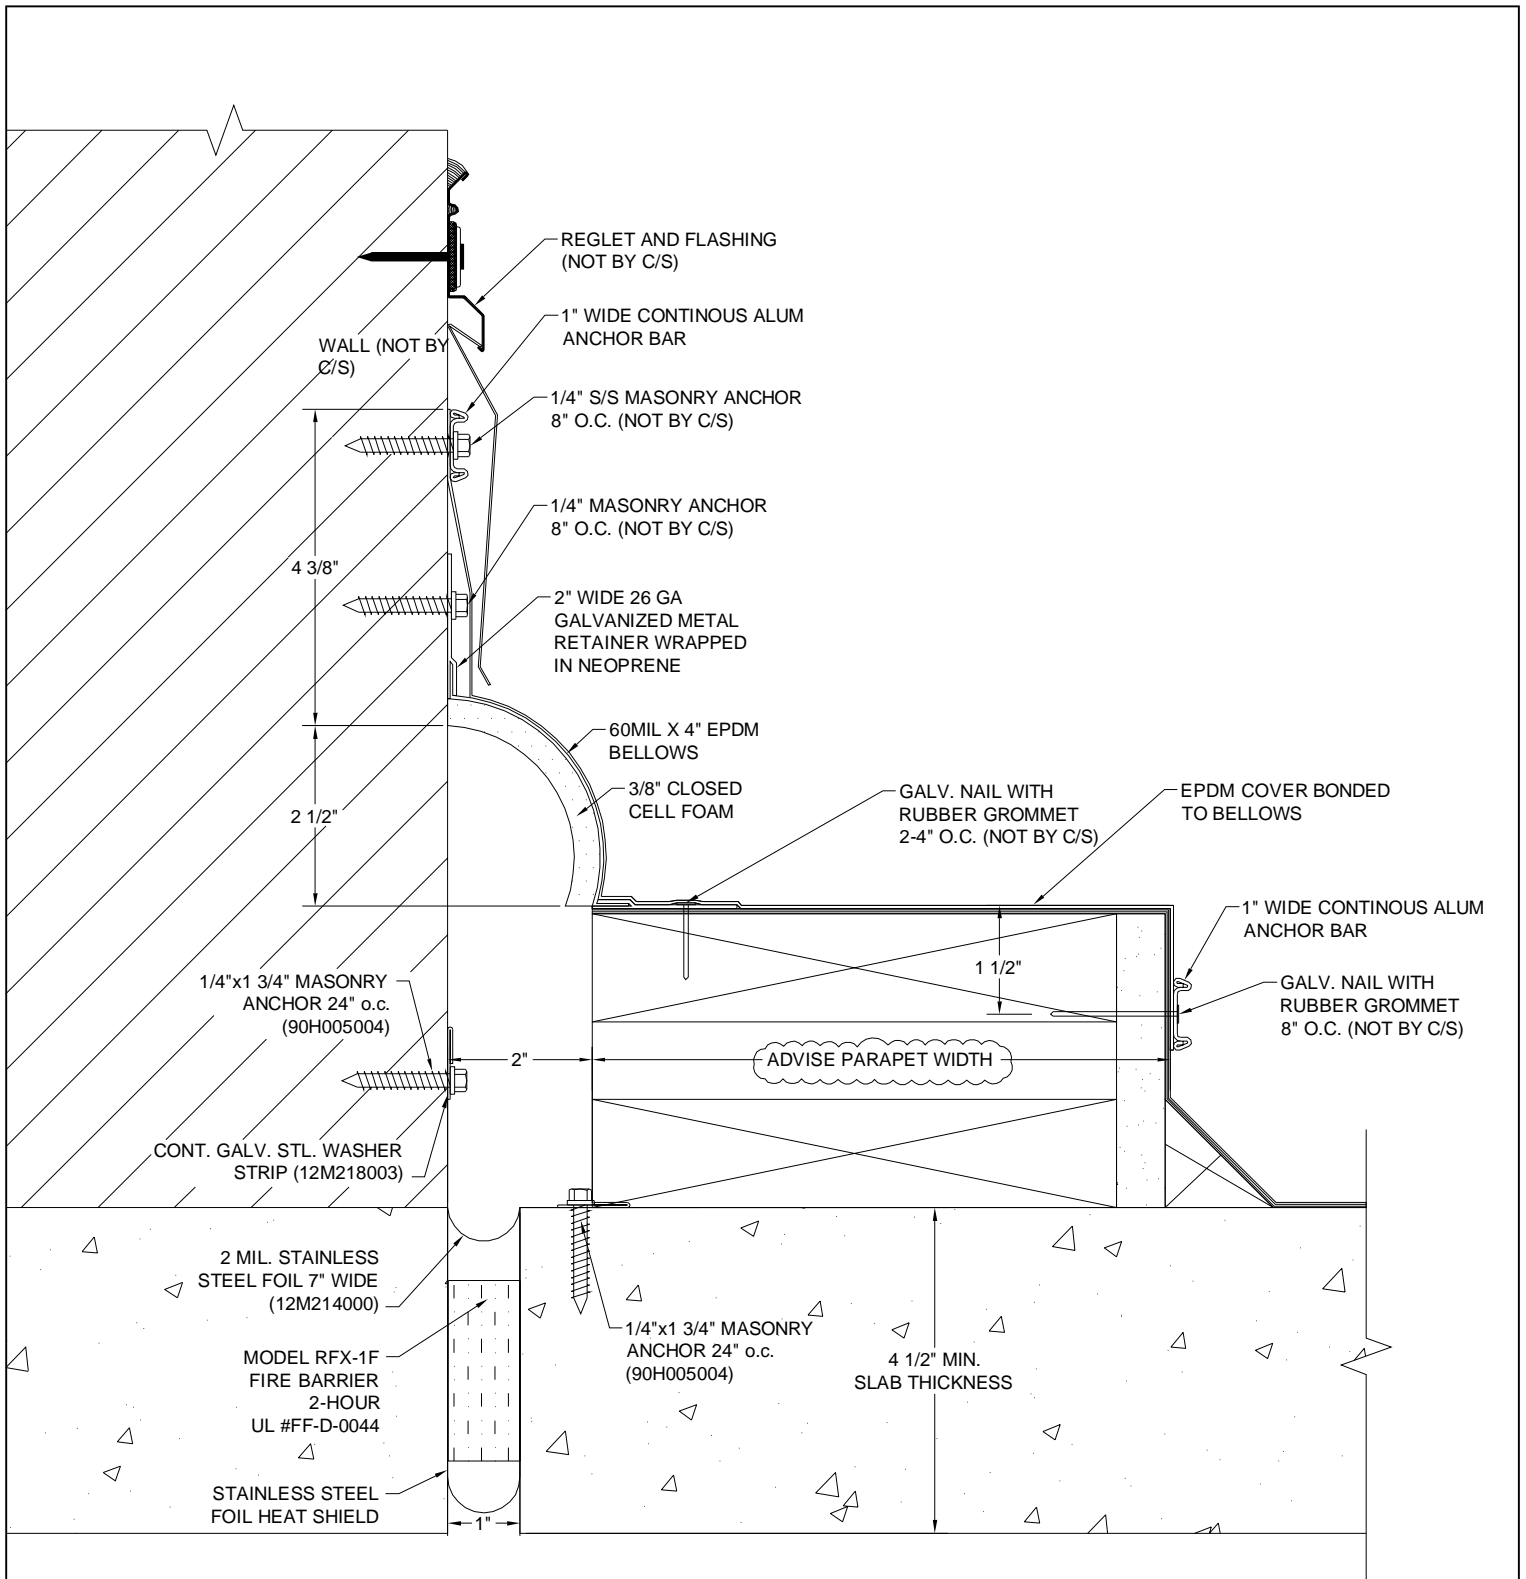 REGLET AND FLASHING
(NOT BY C/S)
1" WIDE CONTINOUS ALUM
ANCHOR BAR
WALL (NOT BY
C/S)
1/4" S/S MASONRY ANCHOR
8" O.C. (NOT BY C/S)
1/4" MASONRY ANCHOR
8" O.C. (NOT BY C/S)
4 3/8"
2" WIDE 26 GA
GALVANIZED METAL
RETAINER WRAPPED
IN NEOPRENE
60MIL X 4" EPDM
BELLOWS
3/8" CLOSED
CELL FOAM
2 1/2"
GALV. NAIL WITH
RUBBER GROMMET
2-4" O.C. (NOT BY C/S)
EPDM COVER BONDED
TO BELLOWS
1" WIDE CONTINOUS ALUM
ANCHOR BAR
1 1/2"
GALV. NAIL WITH
RUBBER GROMMET
8" O.C. (NOT BY C/S)
1/4"x1 3/4" MASONRY
ANCHOR 24" o.c.
(90H005004)
2"
ADVISE PARAPET WIDTH
CONT. GALV. STL. WASHER
STRIP (12M218003)
2 MIL. STAINLESS
STEEL FOIL 7" WIDE
(12M214000)
1/4"x1 3/4" MASONRY
ANCHOR 24" o.c.
(90H005004)
4 1/2" MIN.
SLAB THICKNESS
MODEL RFX-1F
FIRE BARRIER
2-HOUR
UL #FF-D-0044
STAINLESS STEEL
FOIL HEAT SHIELD
1"